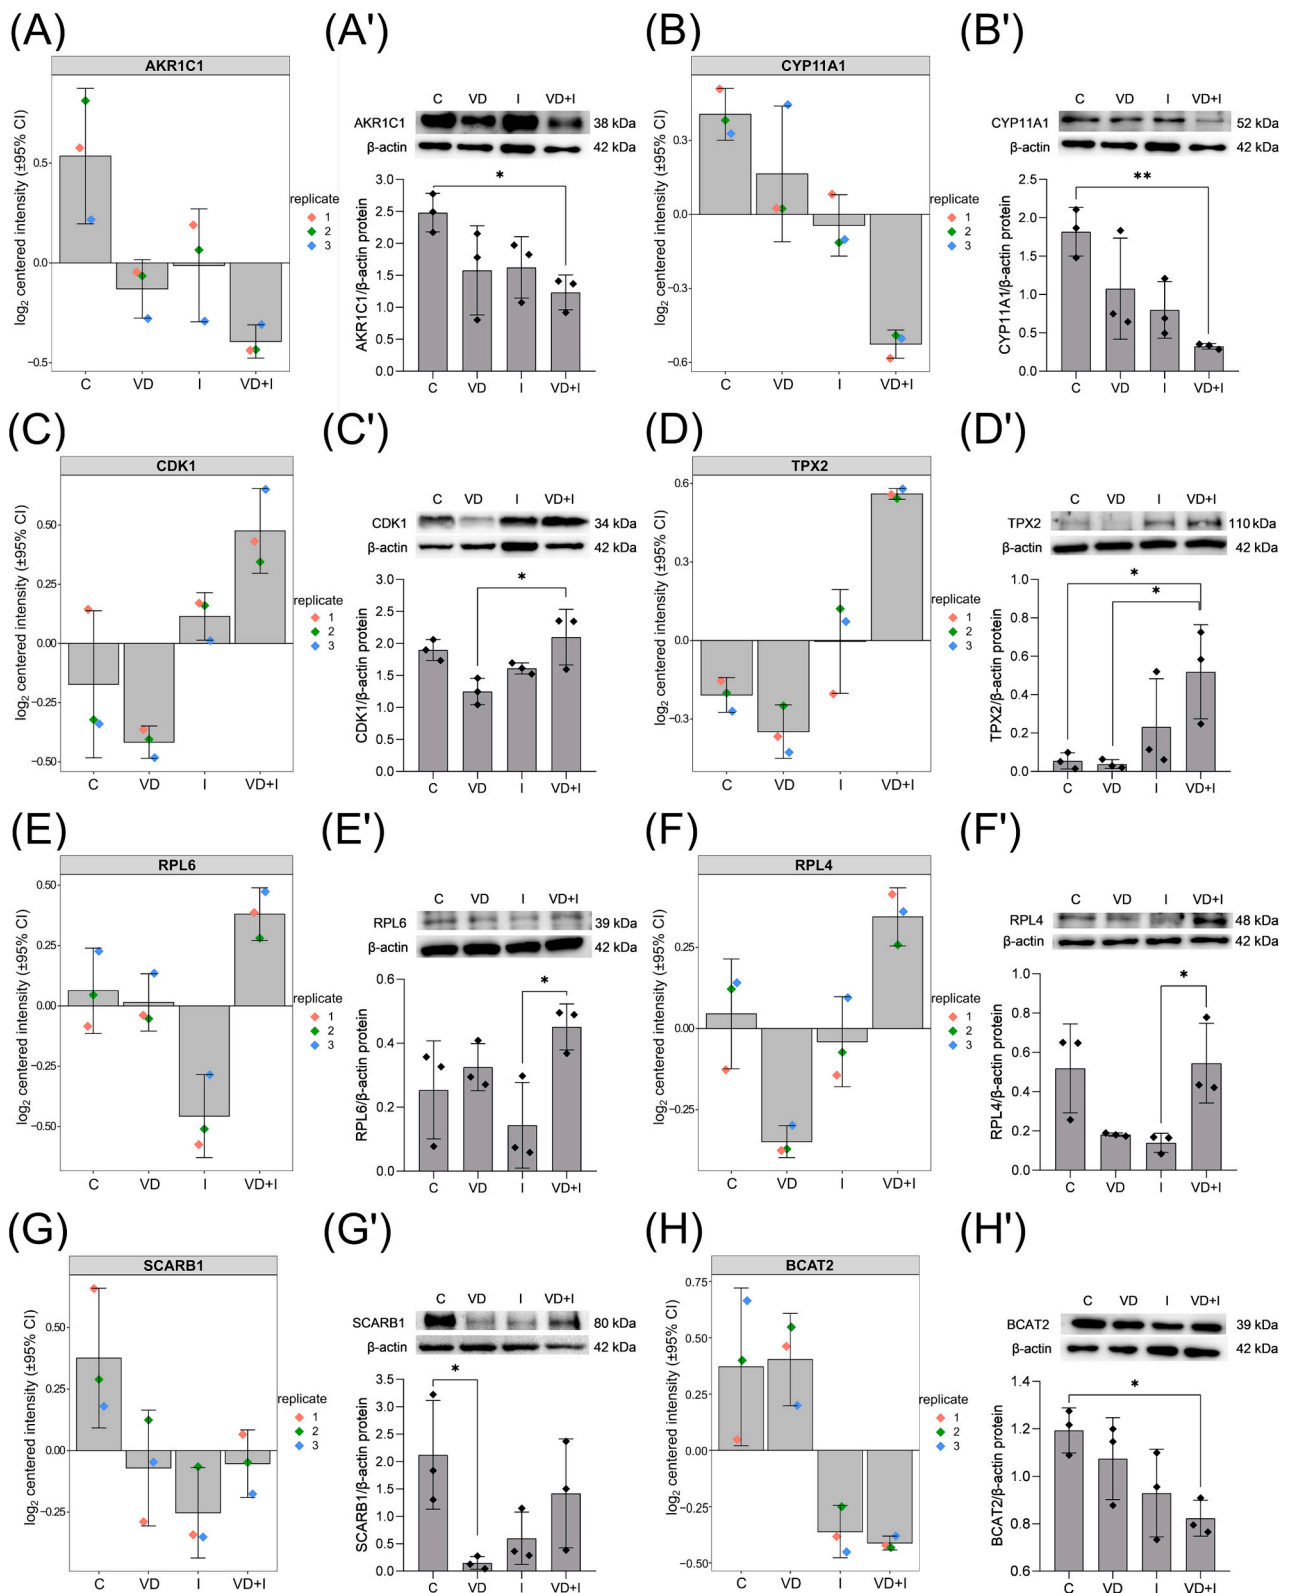 (A)
AKR1C1
log2 centered intensity (±95% CI)
0.5
0.0
−0.5
C VD I VD+I
replicate
1
2
3
(A')
C VD I VD+I
AKR1C1 38 kDa
β-actin 42 kDa
*
AKR1C1/β-actin protein
3.0
2.5
2.0
1.5
1.0
0.5
0.0
C VD I VD+I
(B)
CYP11A1
log2 centered intensity (±95% CI)
0.3
0.0
−0.3
−0.6
C VD I VD+I
replicate
1
2
3
(B')
C VD I VD+I
CYP11A1 52 kDa
β-actin 42 kDa
**
CYP11A1/β-actin protein
2.5
2.0
1.5
1.0
0.5
0.0
C VD I VD+I
(C)
CDK1
log2 centered intensity (±95% CI)
0.50
0.25
0.00
−0.25
−0.50
C VD I VD+I
replicate
1
2
3
(C')
C VD I VD+I
CDK1 34 kDa
β-actin 42 kDa
*
CDK1/β-actin protein
3.0
2.5
2.0
1.5
1.0
0.5
0.0
C VD I VD+I
(D)
TPX2
log2 centered intensity (±95% CI)
0.6
0.3
0.0
−0.3
C VD I VD+I
replicate
1
2
3
(D')
C VD I VD+I
TPX2 110 kDa
β-actin 42 kDa
*
*
TPX2/β-actin protein
1.0
0.8
0.6
0.4
0.2
0.0
C VD I VD+I
(E)
RPL6
log2 centered intensity (±95% CI)
0.50
0.25
0.00
−0.25
−0.50
C VD I VD+I
replicate
1
2
3
(E')
C VD I VD+I
RPL6 39 kDa
β-actin 42 kDa
*
RPL6/β-actin protein
0.6
0.4
0.2
0.0
C VD I VD+I
(F)
RPL4
log2 centered intensity (±95% CI)
0.25
0.00
−0.25
C VD I VD+I
replicate
1
2
3
(F')
C VD I VD+I
RPL4 48 kDa
β-actin 42 kDa
*
RPL4/β-actin protein
1.0
0.8
0.6
0.4
0.2
0.0
C VD I VD+I
(G)
SCARB1
log2 centered intensity (±95% CI)
0.50
0.25
0.00
−0.25
C VD I VD+I
replicate
1
2
3
(G')
C VD I VD+I
SCARB1 80 kDa
β-actin 42 kDa
*
SCARB1/β-actin protein
3.5
3.0
2.5
2.0
1.5
1.0
0.5
0.0
C VD I VD+I
(H)
BCAT2
log2 centered intensity (±95% CI)
0.75
0.50
0.25
0.00
−0.25
−0.50
C VD I VD+I
replicate
1
2
3
(H')
C VD I VD+I
BCAT2 39 kDa
β-actin 42 kDa
*
BCAT2/β-actin protein
1.4
1.2
1.0
0.8
0.6
C VD I VD+I